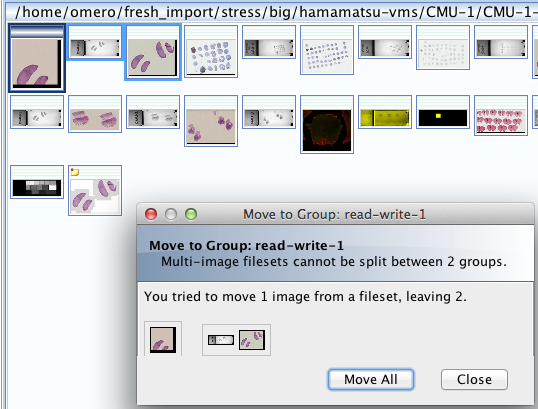 /home/omero/fresh_import/stress/big/hamamatsu-vms/CMU-1/CMU-1-
Move to Group: read-write-1
Move to Group: read-write-1
Multi-image filesets cannot be split between 2 groups.
You tried to move 1 image from a fileset, leaving 2.
Move All
Close